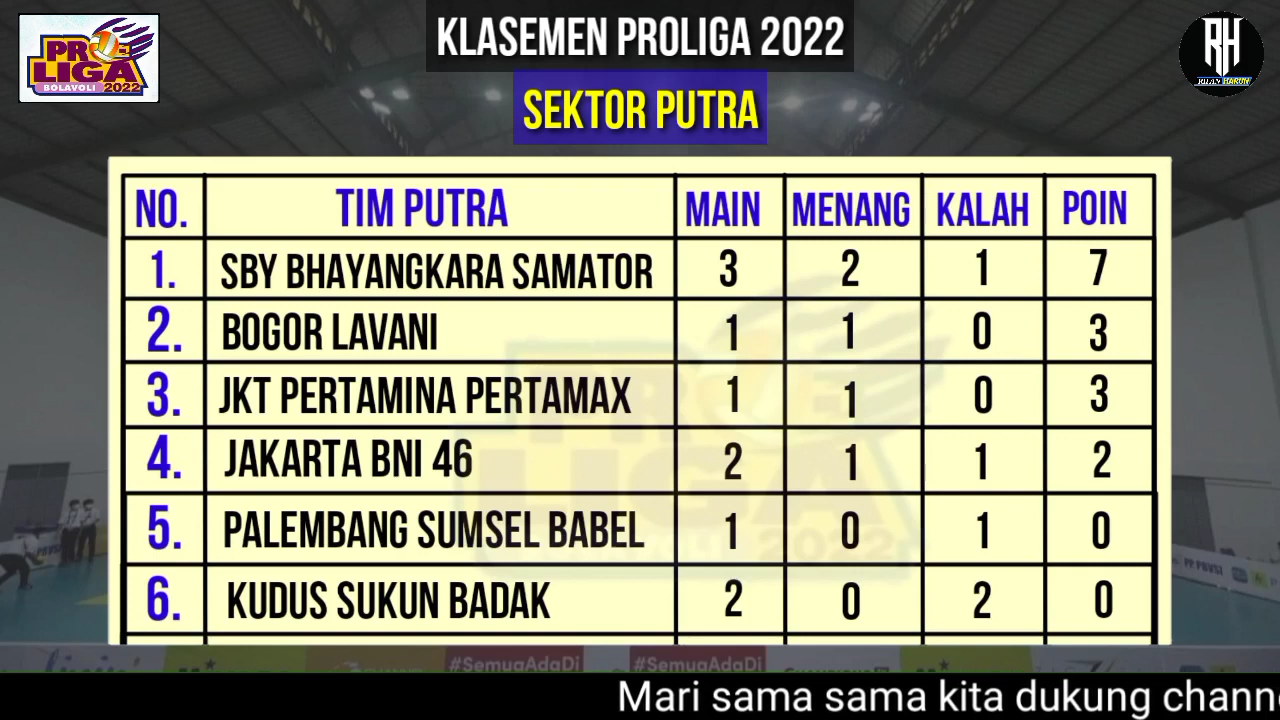 KLASEMEN PROLIGA 2022
SEKTOR PUTRA
PROLIGA
BOLAVOLI 2022
RH
RIJAN HARUN
NO. TIM PUTRA MAIN MENANG KALAH POIN
1. SBY BHAYANGKARA SAMATOR 3 2 1 7
2. BOGOR LAVANI 1 1 0 3
3. JKT PERTAMINA PERTAMAX 1 1 0 3
4. JAKARTA BNI 46 2 1 1 2
5. PALEMBANG SUMSEL BABEL 1 0 1 0
6. KUDUS SUKUN BADAK 2 0 2 0
#SemuaAdaDi #SemuaAdaDi
Mari sama sama kita dukung chann